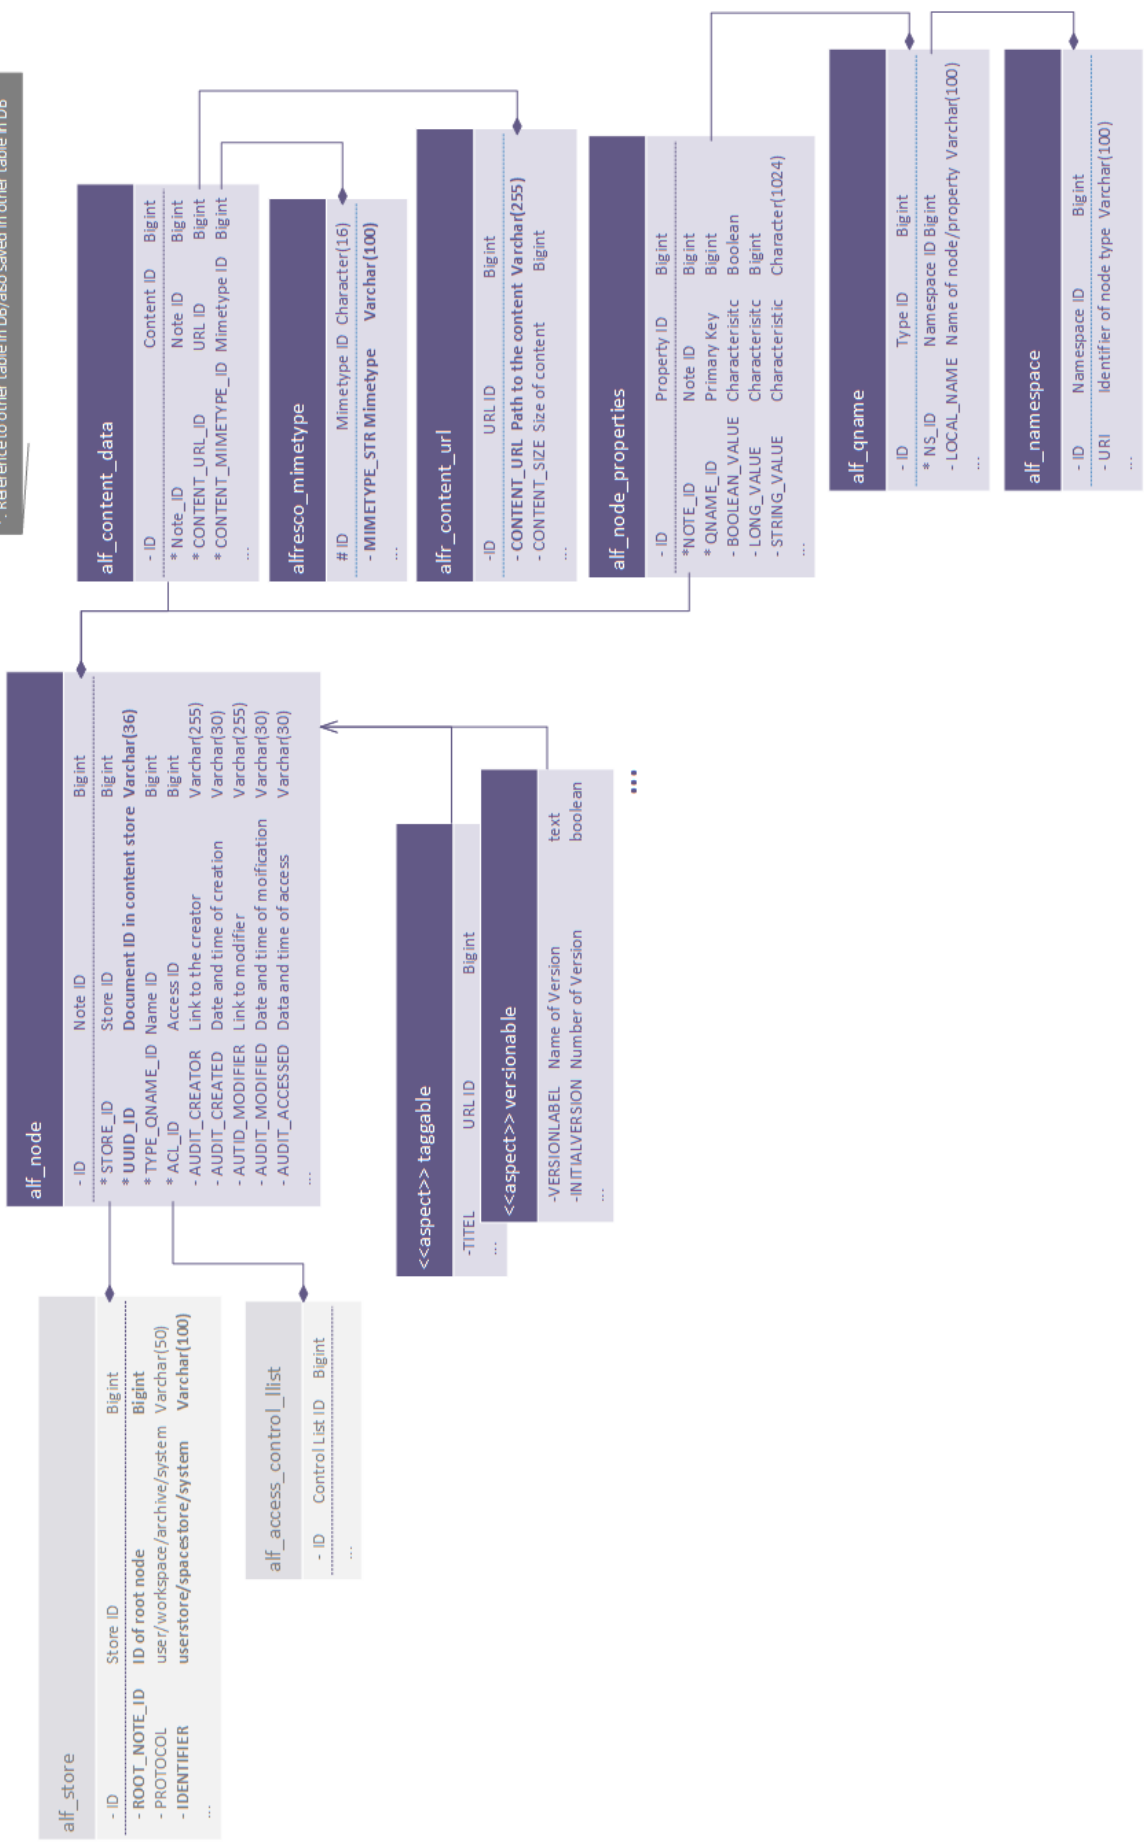 *: Reference to other table in DB/also saved in other table in DB
alf_store
- ID Store ID Bigint
- ROOT_NOTE_ID ID of root node Bigint
- PROTOCOL user/workspace/archive/system Varchar(50)
- IDENTIFIER userstore/spacestore/system Varchar(100)
...
alf_access_control_llist
- ID Control List ID Bigint
...
alf_node
- ID Note ID Bigint
* STORE_ID Store ID Bigint
* UUID_ID Document ID in content store Varchar(36)
* TYPE_QNAME_ID Name ID Bigint
* ACL_ID Access ID Bigint
- AUDIT_CREATOR Link to the creator Varchar(255)
- AUDIT_CREATED Date and time of creation Varchar(30)
- AUTID_MODIFIER Link to modifier Varchar(255)
- AUDIT_MODIFIED Date and time of moification Varchar(30)
- AUDIT_ACCESSED Data and time of access Varchar(30)
...
<<aspect>> taggable
-TITEL URL ID Bigint
...
<<aspect>> versionable
-VERSIONLABEL Name of Version text
-INITIALVERSION Number of Version boolean
...
...
alf_content_data
- ID Content ID Bigint
* Note_ID Note ID Bigint
* CONTENT_URL_ID URL ID Bigint
* CONTENT_MIMETYPE_ID Mimetype ID Bigint
...
alfresco_mimetype
# ID Mimetype ID Character(16)
- MIMETYPE_STR Mimetype Varchar(100)
...
alfr_content_url
-ID URL ID Bigint
- CONTENT_URL Path to the content Varchar(255)
- CONTENT_SIZE Size of content Bigint
...
alf_node_properties
- ID Property ID Bigint
*NOTE_ID Note ID Bigint
* QNAME_ID Primary Key Bigint
- BOOLEAN_VALUE Characterisitc Boolean
- LONG_VALUE Characterisitc Bigint
- STRING_VALUE Characteristic Character(1024)
...
alf_qname
- ID Type ID Bigint
* NS_ID Namespace ID Bigint
- LOCAL_NAME Name of node/property Varchar(100)
...
alf_namespace
- ID Namespace ID Bigint
- URI Identifier of node type Varchar(100)
...